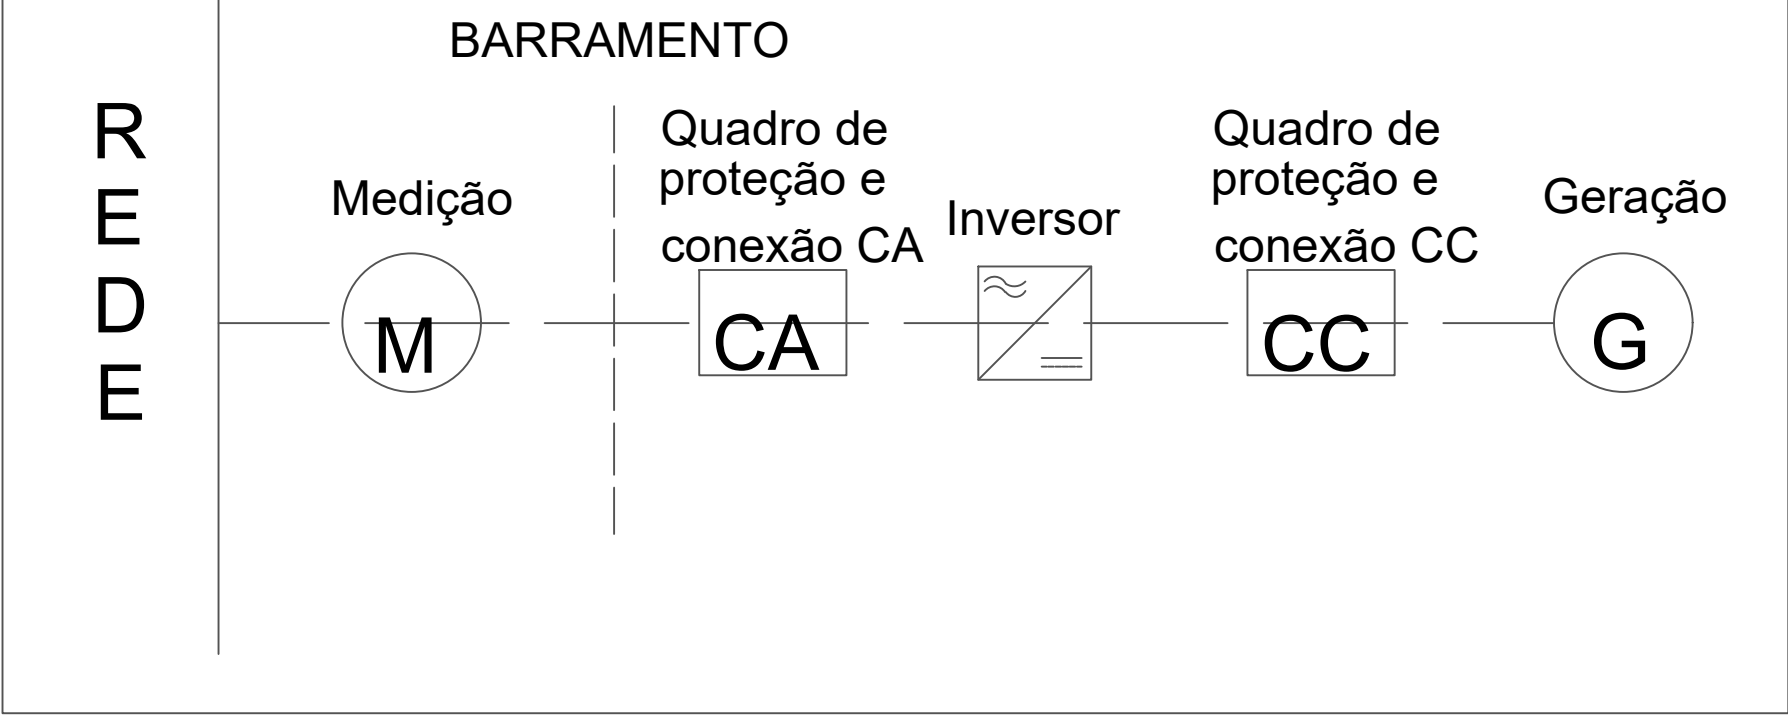 BARRAMENTO
R
E
D
E
Medição
M
Quadro de
proteção e
conexão CA
CA
Inversor
Quadro de
proteção e
conexão CC
CC
Geração
G